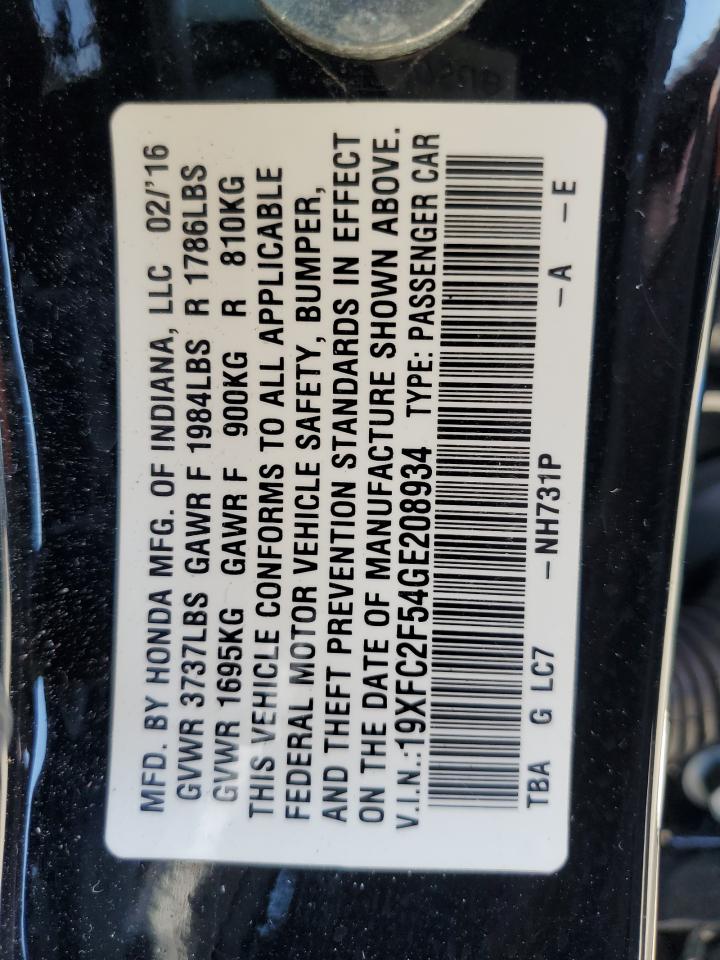 MFD. BY HONDA MFG. OF INDIANA, LLC 02/'16
GVWR 3737LBS GAWR F 1984LBS R 1786LBS
GVWR 1695KG GAWR F 900KG R 810KG
THIS VEHICLE CONFORMS TO ALL APPLICABLE
FEDERAL MOTOR VEHICLE SAFETY, BUMPER,
AND THEFT PREVENTION STANDARDS IN EFFECT
ON THE DATE OF MANUFACTURE SHOWN ABOVE.
V.I.N.:19XFC2F54GE208934 TYPE: PASSENGER CAR
TBA G LC7 -NH731P -A -E